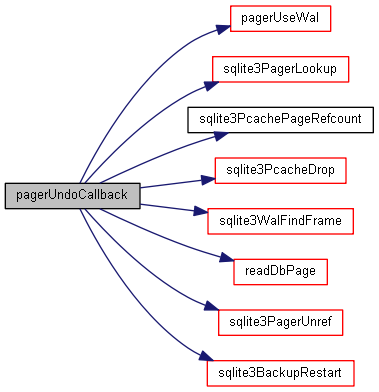 pagerUseWal
sqlite3PagerLookup
sqlite3PcachePageRefcount
sqlite3PcacheDrop
pagerUndoCallback
sqlite3WalFindFrame
readDbPage
sqlite3PagerUnref
sqlite3BackupRestart